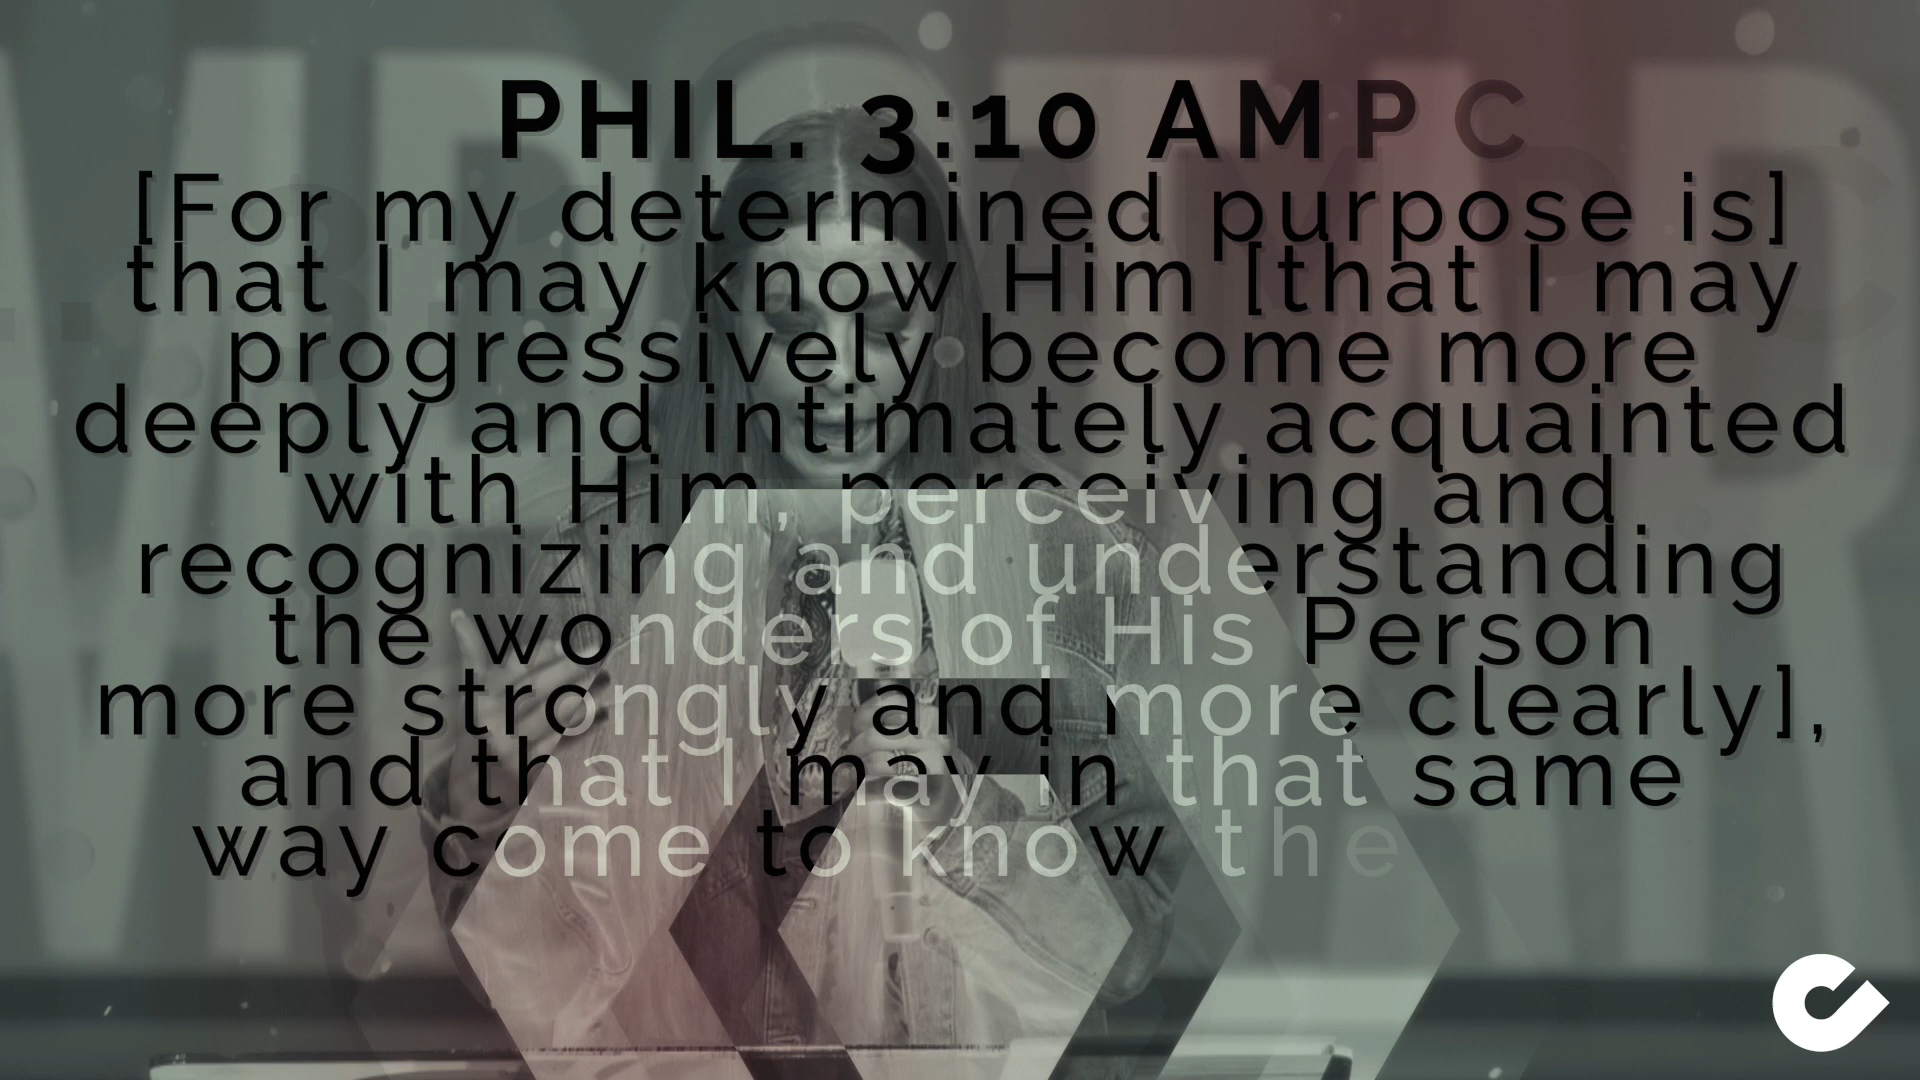 PHIL. 3:10 AMPC
[For my determined purpose is]
that I may know Him [that I may
progressively become more
deeply and intimately acquainted
with Him, perceiving and
recognizing and understanding
the wonders of His Person
more strongly and more clearly],
and that I may in that same
way come to know the